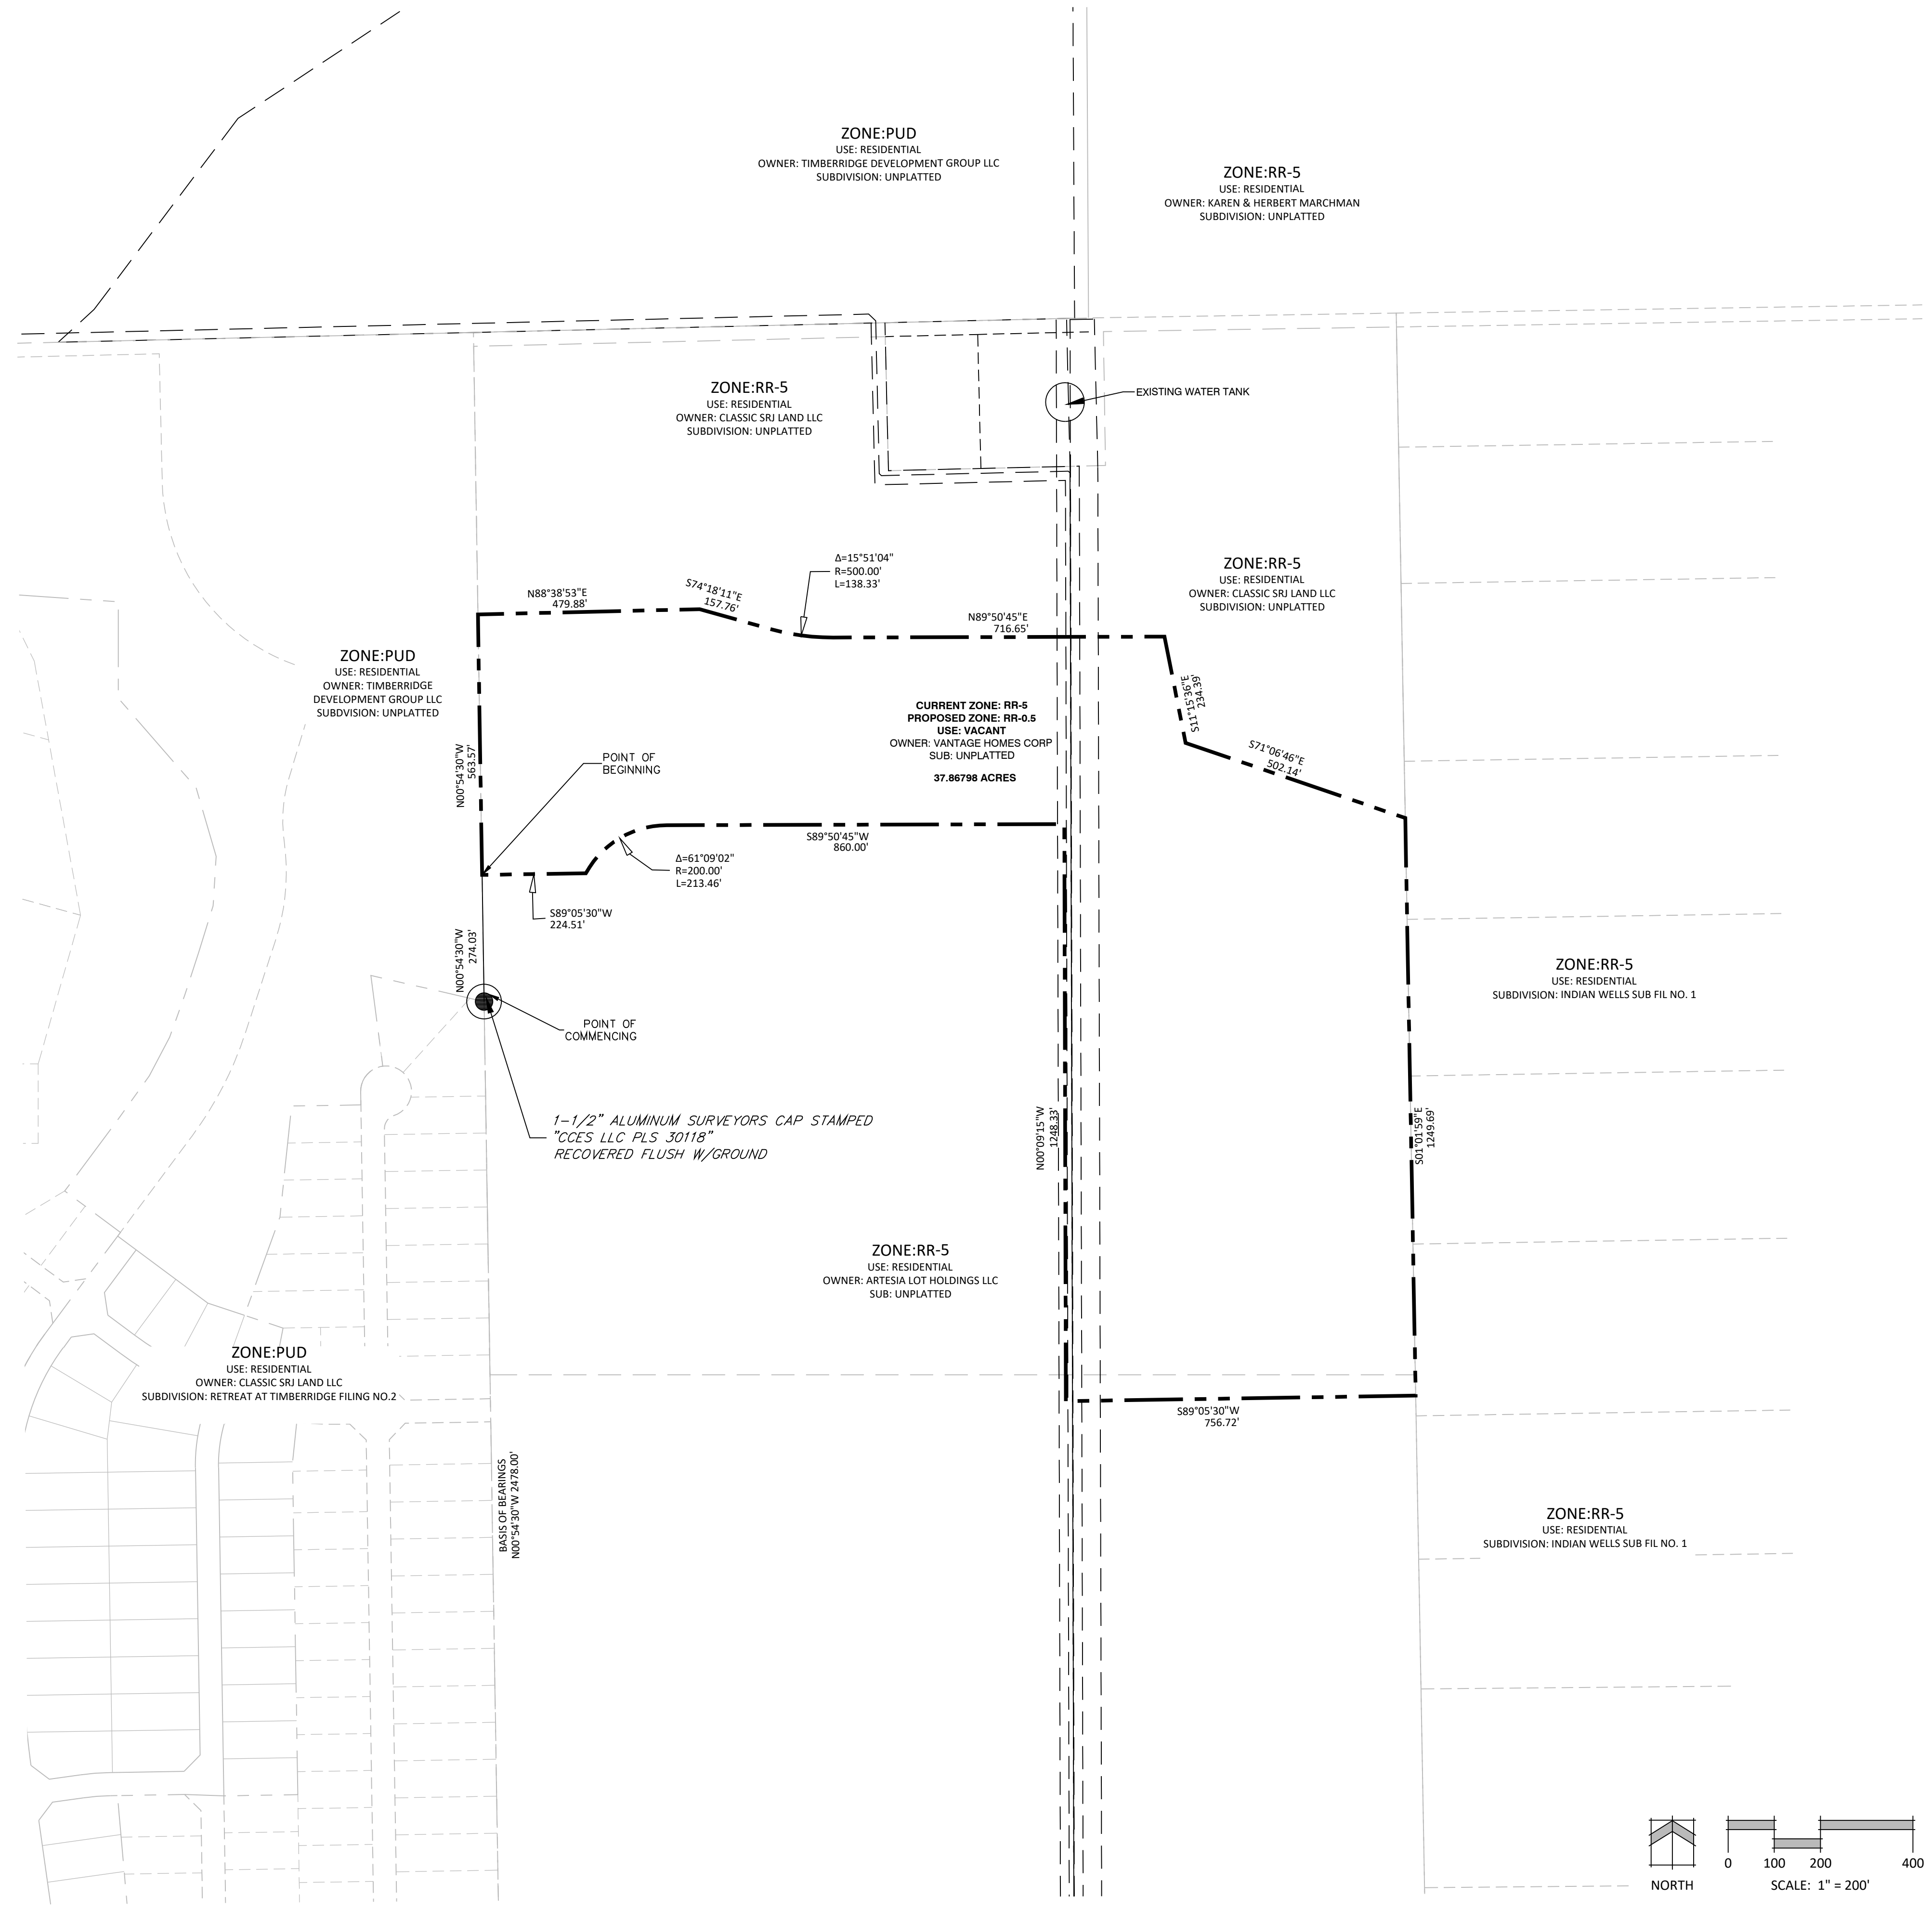 ZONE:PUD
USE: RESIDENTIAL
OWNER: TIMBERRIDGE DEVELOPMENT GROUP LLC
SUBDIVISION: UNPLATTED
ZONE:RR-5
USE: RESIDENTIAL
OWNER: KAREN & HERBERT MARCHMAN
SUBDIVISION: UNPLATTED
ZONE:RR-5
USE: RESIDENTIAL
OWNER: CLASSIC SRJ LAND LLC
SUBDIVISION: UNPLATTED
EXISTING WATER TANK
Δ=15°51'04"
R=500.00'
L=138.33'
N88°38'53"E
479.88'
S74°18'11"E
157.76'
N89°50'45"E
716.65'
ZONE:RR-5
USE: RESIDENTIAL
OWNER: CLASSIC SRJ LAND LLC
SUBDIVISION: UNPLATTED
ZONE:PUD
USE: RESIDENTIAL
OWNER: TIMBERRIDGE
DEVELOPMENT GROUP LLC
SUBDVISION: UNPLATTED
S11°15'36"E
234.39'
CURRENT ZONE: RR-5
PROPOSED ZONE: RR-0.5
USE: VACANT
OWNER: VANTAGE HOMES CORP
SUB: UNPLATTED
37.86798 ACRES
S71°06'46"E
502.14'
N00°54'30"W
563.57'
POINT OF
BEGINNING
S89°50'45"W
860.00'
Δ=61°09'02"
R=200.00'
L=213.46'
S89°05'30"W
224.51'
N00°54'30"W
274.03'
ZONE:RR-5
USE: RESIDENTIAL
SUBDIVISION: INDIAN WELLS SUB FIL NO. 1
POINT OF
COMMENCING
1-1/2" ALUMINUM SURVEYORS CAP STAMPED
"CCES LLC PLS 30118"
RECOVERED FLUSH W/GROUND
N00°09'15"W
1248.33'
S01°01'59"E
1249.69'
ZONE:RR-5
USE: RESIDENTIAL
OWNER: ARTESIA LOT HOLDINGS LLC
SUB: UNPLATTED
ZONE:PUD
USE: RESIDENTIAL
OWNER: CLASSIC SRJ LAND LLC
SUBDIVISION: RETREAT AT TIMBERRIDGE FILING NO.2
S89°05'30"W
756.72'
BASIS OF BEARINGS
N00°54'30"W 2478.00'
ZONE:RR-5
USE: RESIDENTIAL
SUBDIVISION: INDIAN WELLS SUB FIL NO. 1
0 100 200 400
NORTH
SCALE: 1" = 200'